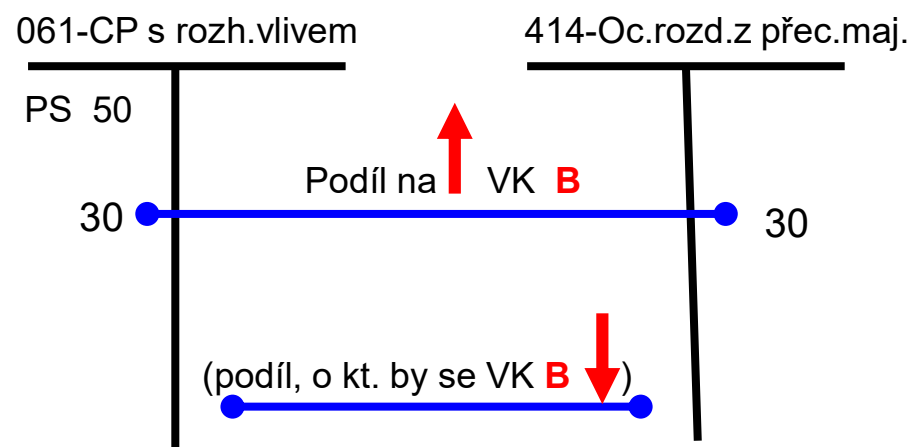 061-CP s rozh.vlivem
414-Oc.rozd.z přec.maj.
PS 50
Podíl na VK B
30
30
(podíl, o kt. by se VK B )